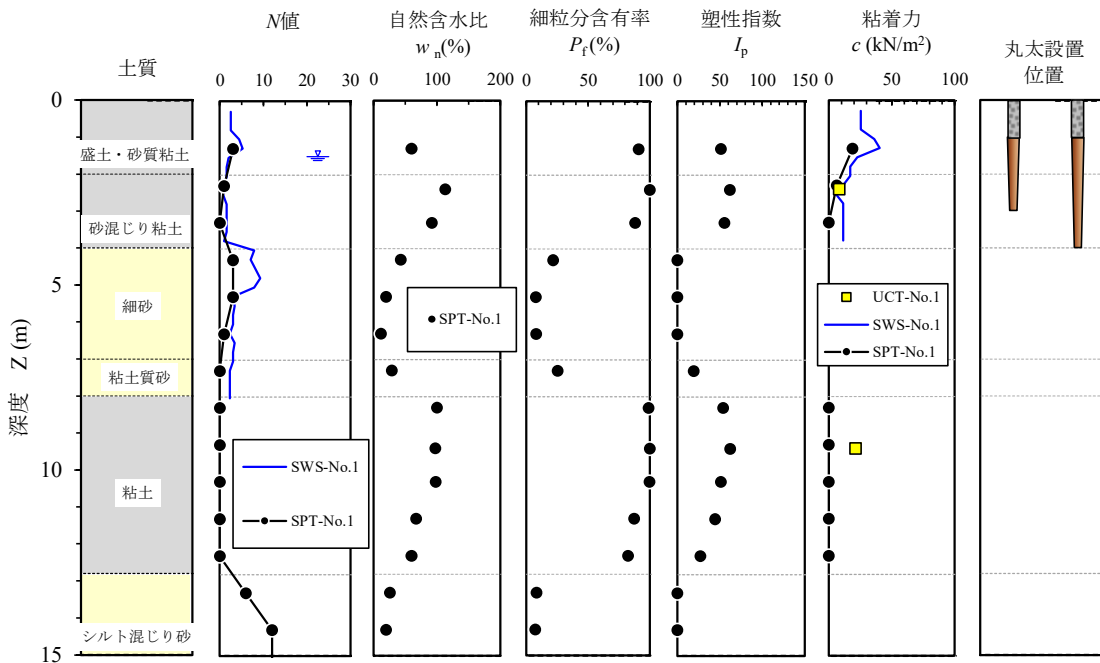 土質
N値
自然含水比
w n(%)
細粒分含有率
Pf (%)
塑性指数
Ip
粘着力
c (kN/m²)
丸太設置
位置
0 10 20 30
0 100 200
0 50 100
0 50 100 150
0 50 100
深度 Z (m)
0
5
10
15
盛土・砂質粘土
砂混じり粘土
細砂
粘土質砂
粘土
シルト混じり砂
SWS-No.1
SPT-No.1
SPT-No.1
UCT-No.1
SWS-No.1
SPT-No.1